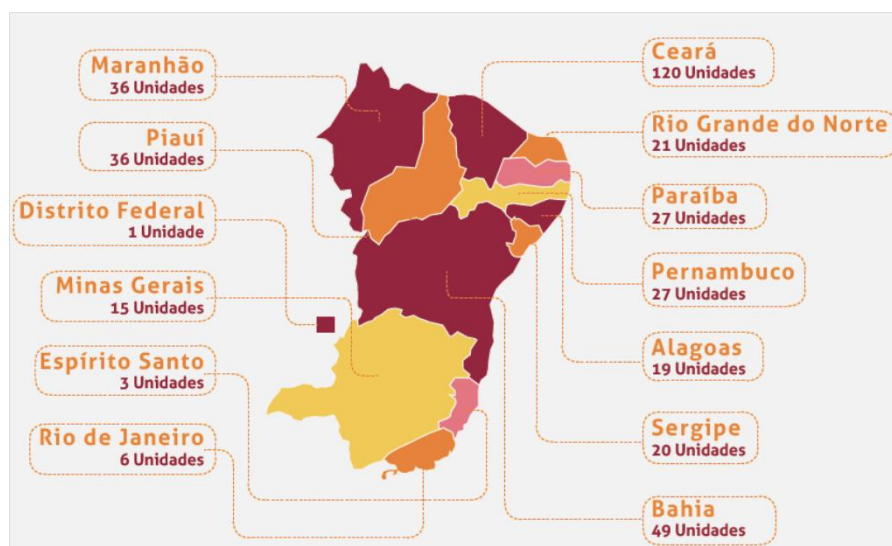 Maranhão
36 Unidades
Piauí
36 Unidades
Distrito Federal
1 Unidade
Minas Gerais
15 Unidades
Espírito Santo
3 Unidades
Rio de Janeiro
6 Unidades
Ceará
120 Unidades
Rio Grande do Norte
21 Unidades
Paraíba
27 Unidades
Pernambuco
27 Unidades
Alagoas
19 Unidades
Sergipe
20 Unidades
Bahia
49 Unidades